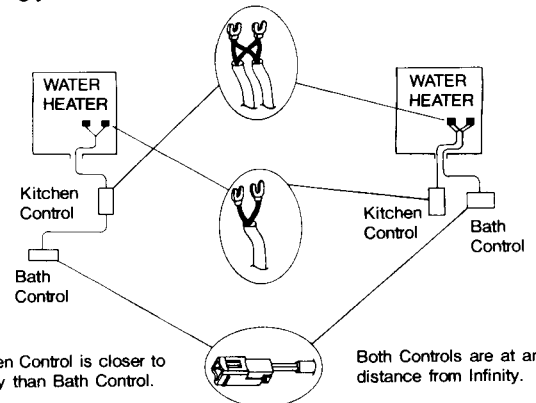 WATER
HEATER
Kitchen
Control
Bath
Control
WATER
HEATER
Kitchen
Control
Bath
Control
en Control is closer to
y than Bath Control.
Both Controls are at an
distance from Infinity.